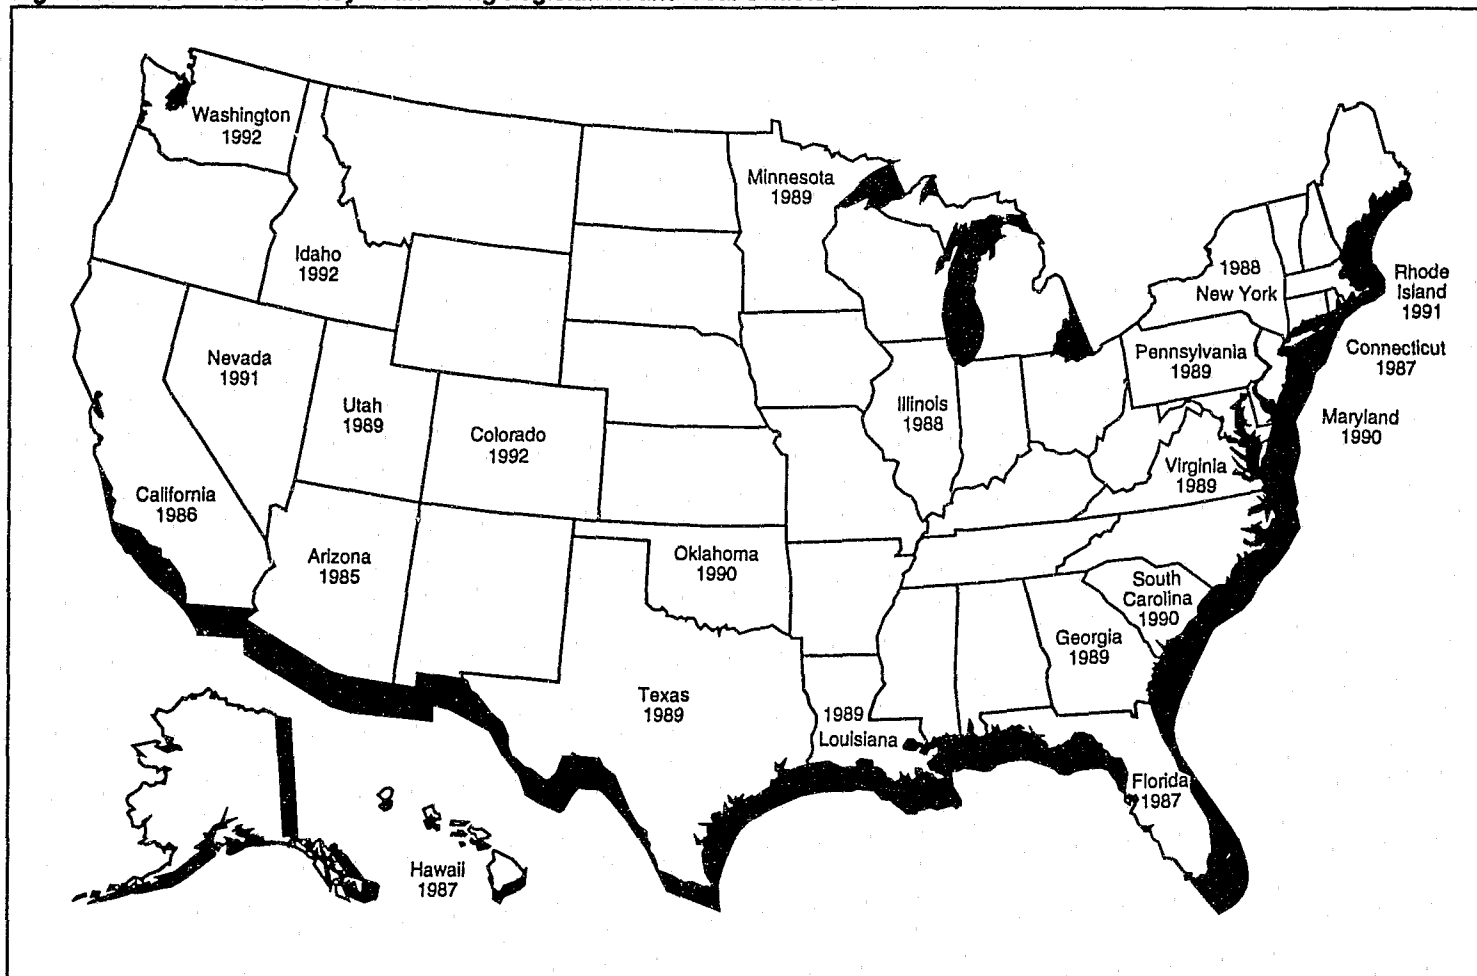 Washington
1992
Minnesota
1989
Idaho
1992
1988
New York
Rhode
Island
1991
Nevada
1991
Pennsylvania
1989
Connecticut
1987
Utah
1989
Colorado
1992
Illinois
1988
Maryland
1990
California
1986
Virginia
1989
Arizona
1985
Oklahoma
1990
South
Carolina
1990
Georgia
1989
Texas
1989
1989
Louisiana
Florida
1987
Hawaii
1987